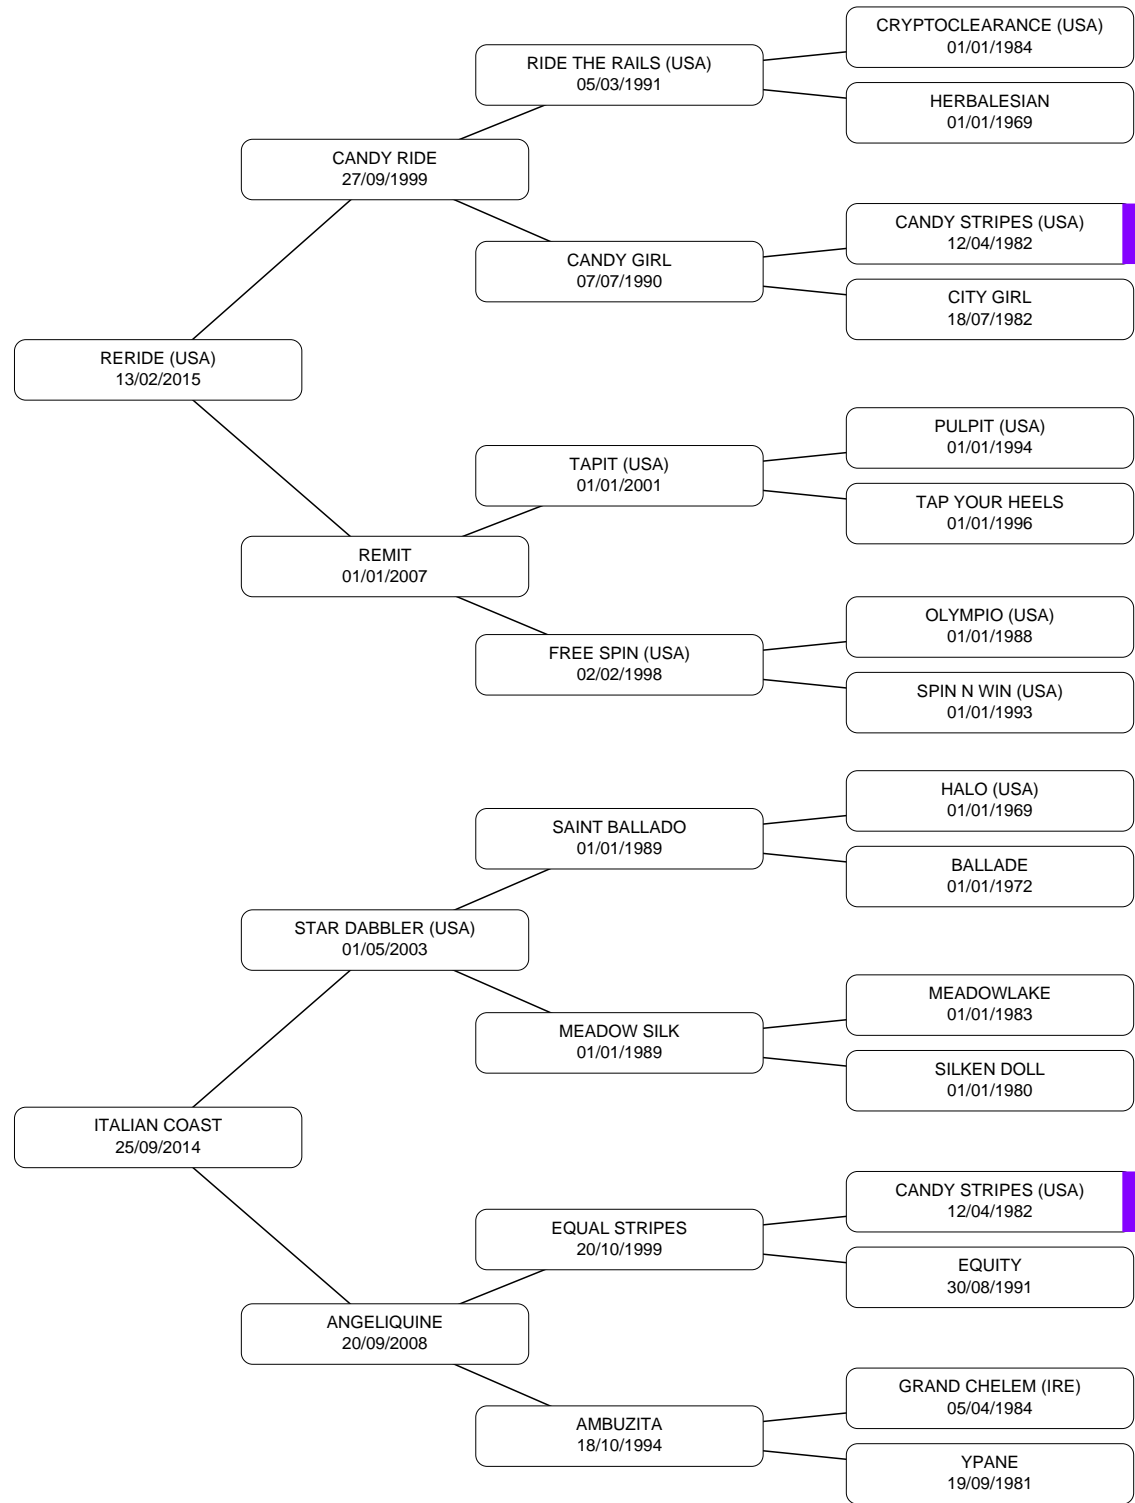 CRYPTOCLEARANCE (USA)
01/01/1984
RIDE THE RAILS (USA)
05/03/1991
HERBALESIAN
01/01/1969
CANDY RIDE
27/09/1999
CANDY STRIPES (USA)
12/04/1982
CANDY GIRL
07/07/1990
CITY GIRL
18/07/1982
RERIDE (USA)
13/02/2015
PULPIT (USA)
01/01/1994
TAPIT (USA)
01/01/2001
TAP YOUR HEELS
01/01/1996
REMIT
01/01/2007
OLYMPIO (USA)
01/01/1988
FREE SPIN (USA)
02/02/1998
SPIN N WIN (USA)
01/01/1993
HALO (USA)
01/01/1969
SAINT BALLADO
01/01/1989
BALLADE
01/01/1972
STAR DABBLER (USA)
01/05/2003
MEADOWLAKE
01/01/1983
MEADOW SILK
01/01/1989
SILKEN DOLL
01/01/1980
ITALIAN COAST
25/09/2014
CANDY STRIPES (USA)
12/04/1982
EQUAL STRIPES
20/10/1999
EQUITY
30/08/1991
ANGELIQUINE
20/09/2008
GRAND CHELEM (IRE)
05/04/1984
AMBUZITA
18/10/1994
YPANE
19/09/1981